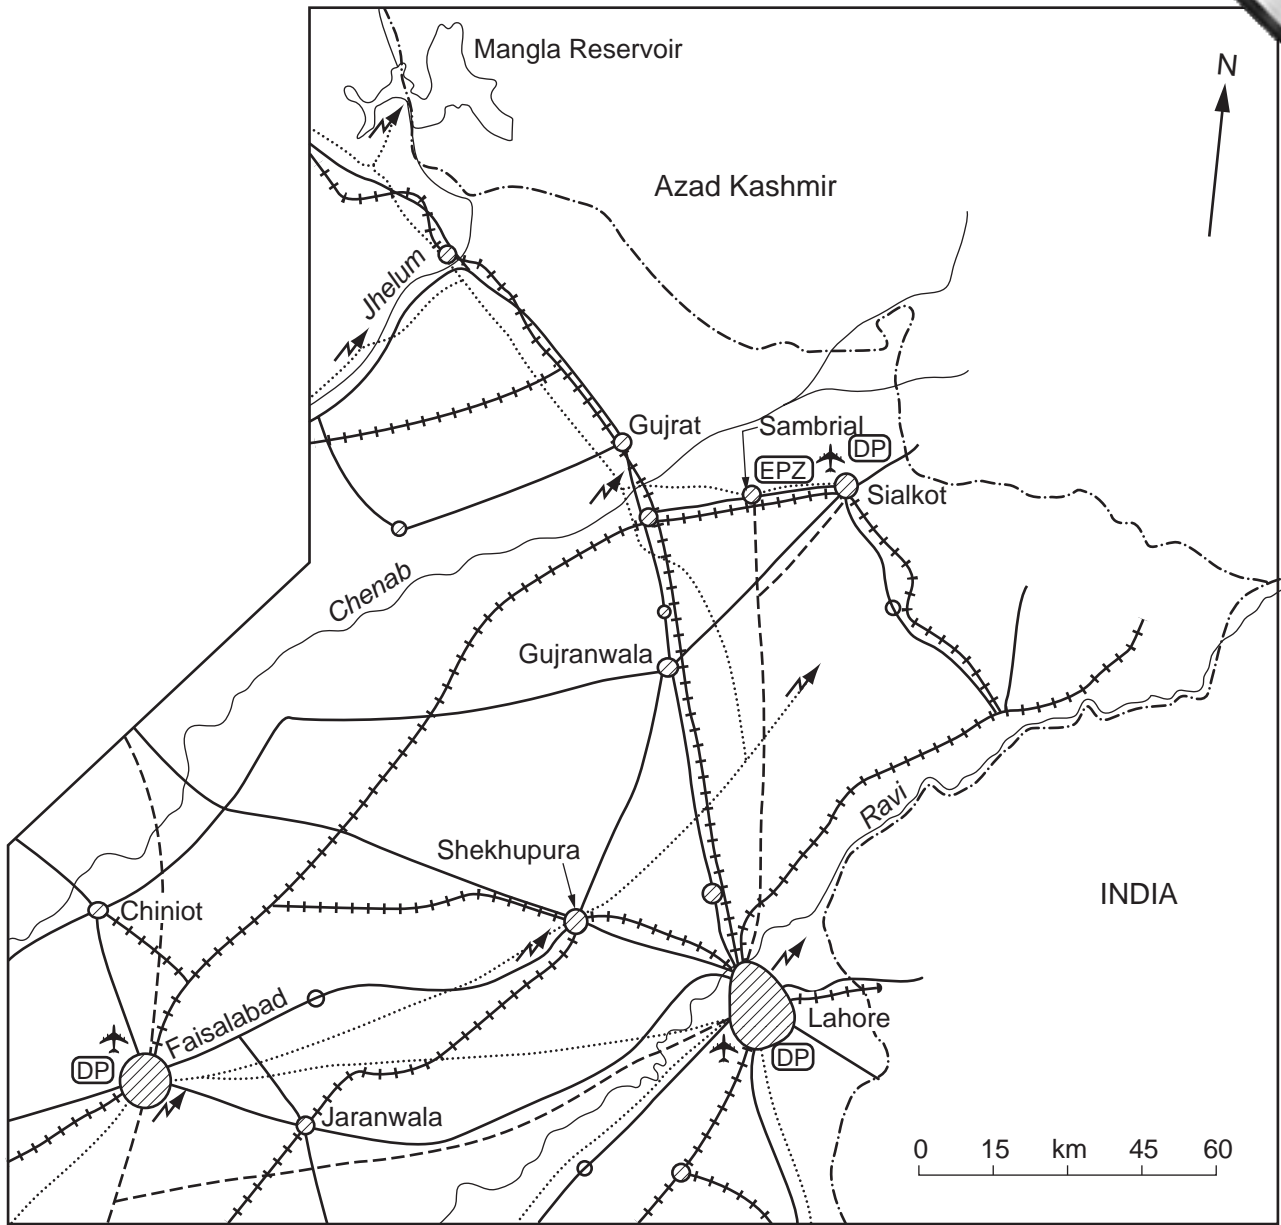 Mangla Reservoir
N
Azad Kashmir
Jhelum
Gujrat
Sambrial
DP
EPZ
Sialkot
Chenab
Gujranwala
Ravi
Shekhupura
INDIA
Chiniot
Faisalabad
Lahore
DP
DP
Jaranwala
0 15 km 45 60